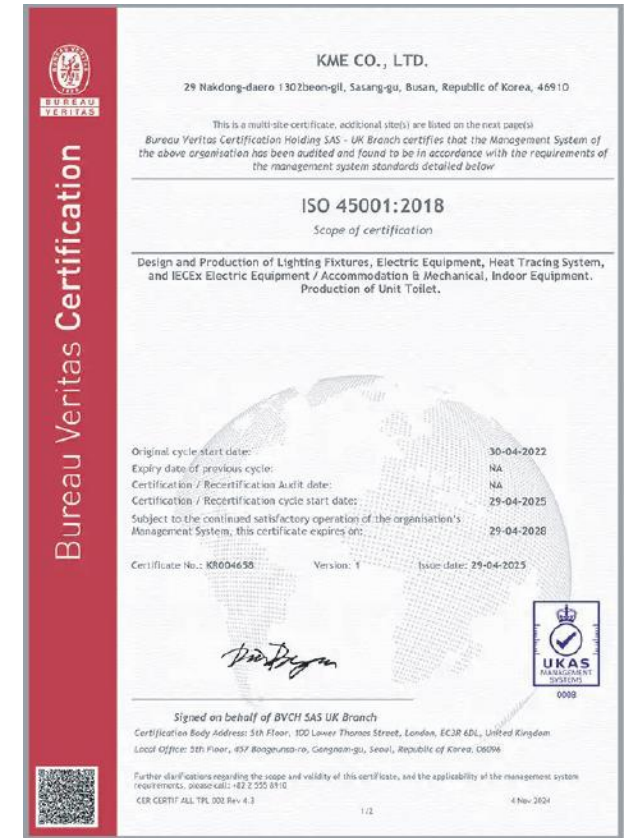 BUREAU
VERITAS
Bureau Veritas Certification
KME CO., LTD.
29 Nakdong-daero 1302beon-gil, Sasang-gu, Busan, Republic of Korea, 46910
This is a multi-site certificate, additional site(s) are listed on the next page(s)
Bureau Veritas Certification Holding SAS - UK Branch certifies that the Management System of
the above organisation has been audited and found to be in accordance with the requirements of
the management system standards detailed below
ISO 45001:2018
Scope of certification
Design and Production of Lighting Fixtures, Electric Equipment, Heat Tracing System,
and IECEx Electric Equipment / Accommodation & Mechanical, Indoor Equipment.
Production of Unit Toilet.
Original cycle start date: 30-04-2022
Expiry date of previous cycle: NA
Certification / Recertification Audit date: NA
Certification / Recertification cycle start date: 29-04-2025
Subject to the continued satisfactory operation of the organisation's
Management System, this certificate expires on: 29-04-2028
Certificate No.: KR004658 Version: 1 Issue date: 29-04-2025
UKAS
MANAGEMENT
SYSTEMS
0008
Signed on behalf of BVCH SAS UK Branch
Certification Body Address: 5th Floor, 100 Lower Thames Street, London, EC3R 6DL, United Kingdom
Local Office: 5th Floor, 457 Bongeunsa-ro, Gangnam-gu, Seoul, Republic of Korea, 06096
Further clarifications regarding the scope and validity of this certificate, and the applicability of the management system
requirements, please call: +82 2 555 8910
CER CERTIF ALL TPL 002 Rev 4.3 4 Nov 2024
1/2